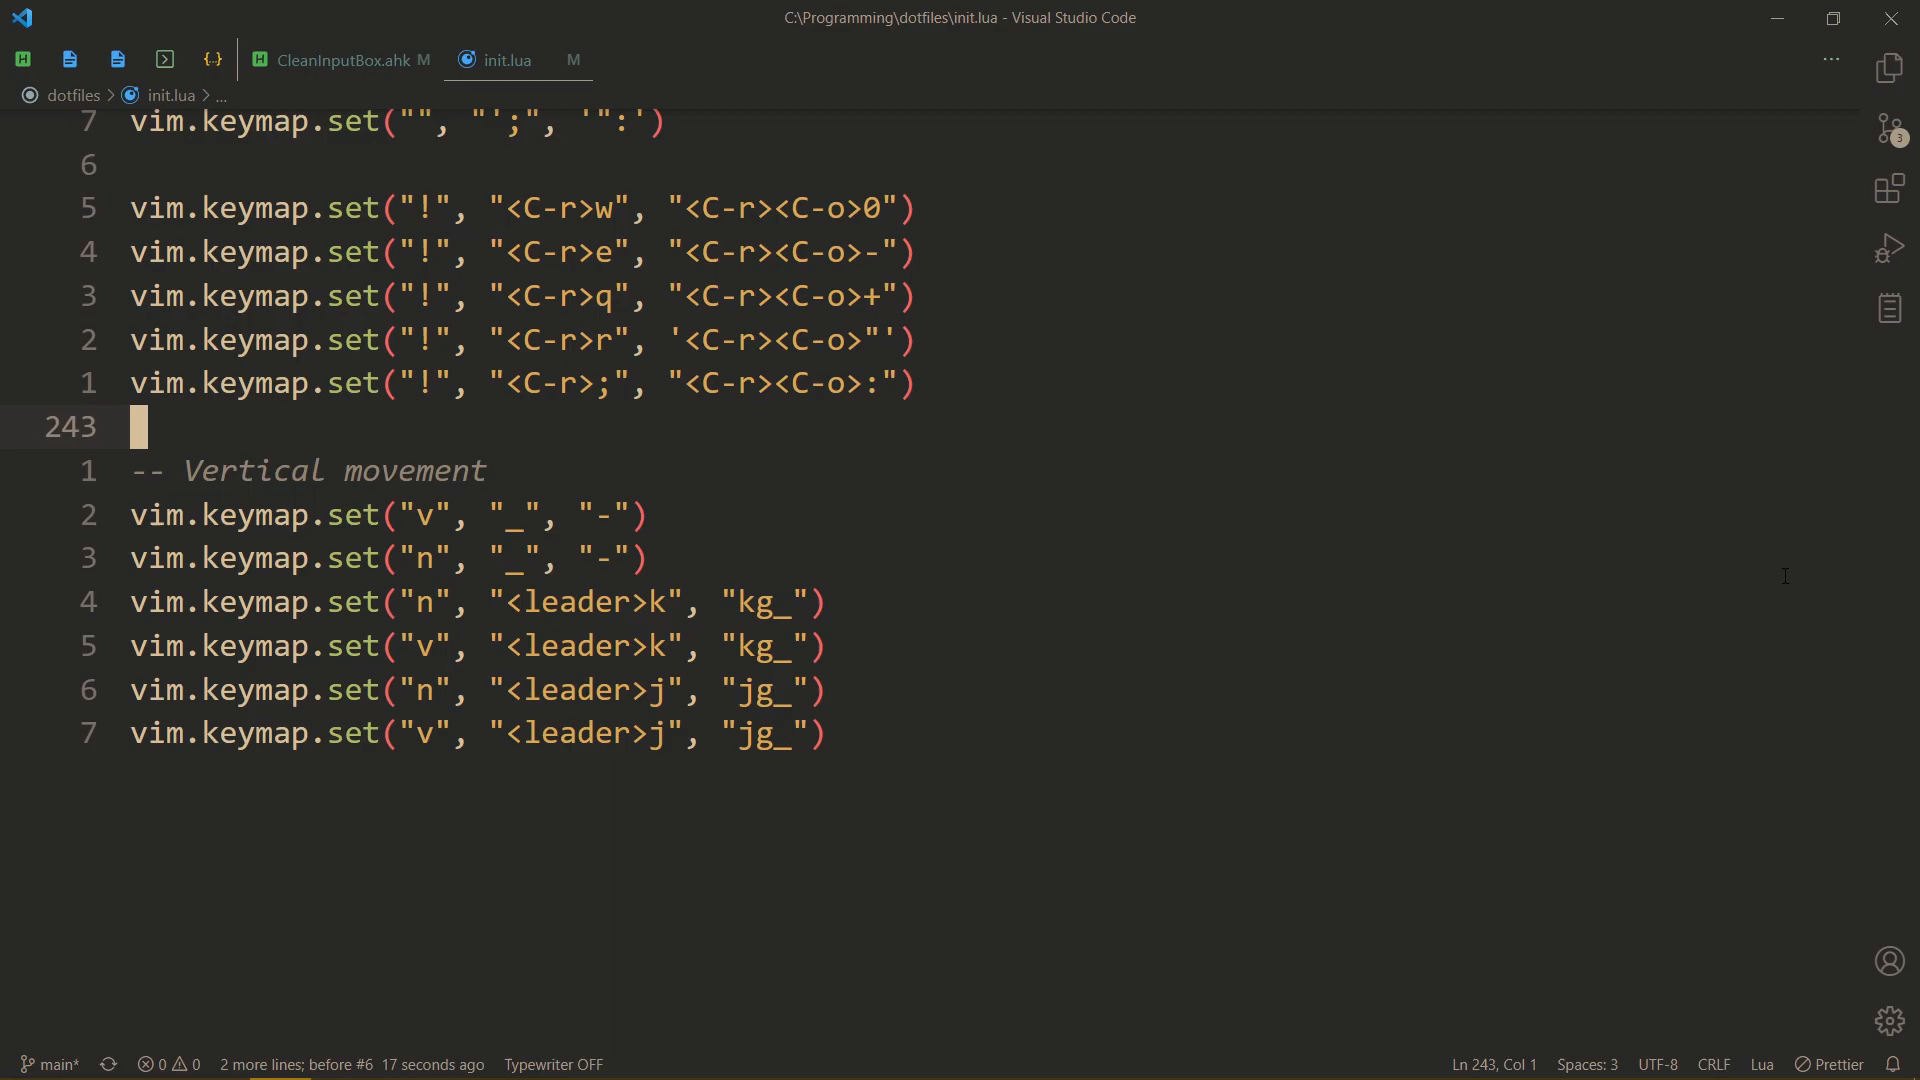 C:\Programming\dotfiles\init.lua - Visual Studio Code
CleanInputBox.ahk M
init.lua M
dotfiles > init.lua > ...
7 vim.keymap.set("", "';", '":')
6
5 vim.keymap.set("!", "<C-r>w", "<C-r><C-o>0")
4 vim.keymap.set("!", "<C-r>e", "<C-r><C-o>-")
3 vim.keymap.set("!", "<C-r>q", "<C-r><C-o>+")
2 vim.keymap.set("!", "<C-r>r", '<C-r><C-o>"')
1 vim.keymap.set("!", "<C-r>;", "<C-r><C-o>:")
243
1 -- Vertical movement
2 vim.keymap.set("v", "_", "-")
3 vim.keymap.set("n", "_", "-")
4 vim.keymap.set("n", "<leader>k", "kg_")
5 vim.keymap.set("v", "<leader>k", "kg_")
6 vim.keymap.set("n", "<leader>j", "jg_")
7 vim.keymap.set("v", "<leader>j", "jg_")
3
main* 0 0 2 more lines; before #6 17 seconds ago Typewriter OFF Ln 243, Col 1 Spaces: 3 UTF-8 CRLF Lua Prettier